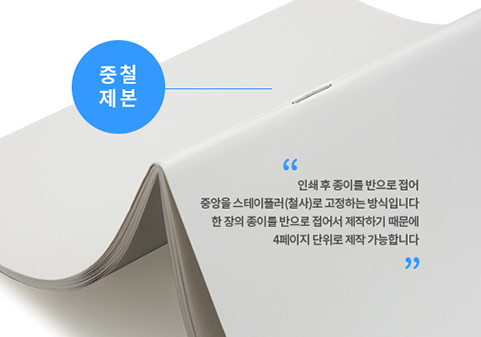 중철
제본
“
인쇄 후 종이를 반으로 접어
중앙을 스테이플러(철사)로 고정하는 방식입니다
한 장의 종이를 반으로 접어서 제작하기 때문에
4페이지 단위로 제작 가능합니다
”